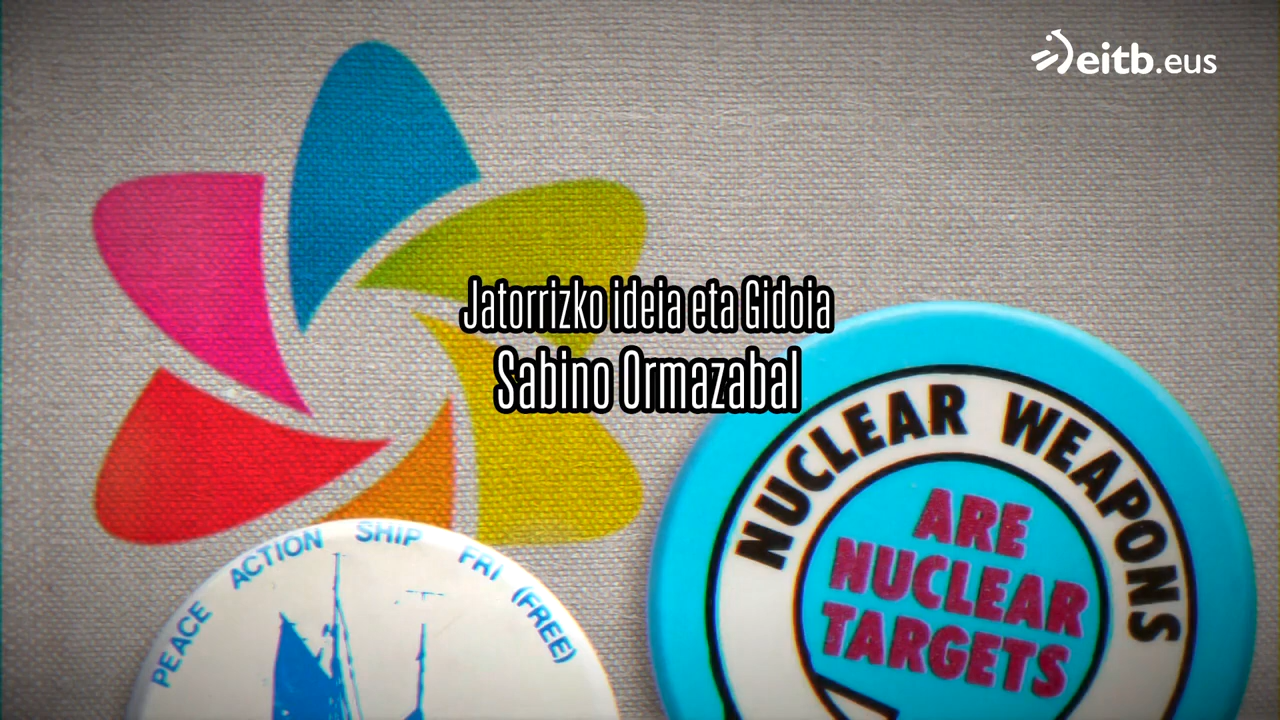 eitb.eus
Jatorrizko ideia eta Gidoia
Sabino Ormazabal
NUCLEAR WEAPONS
ARE
NUCLEAR
TARGETS
PEACE ACTION SHIP FRI (FREE)